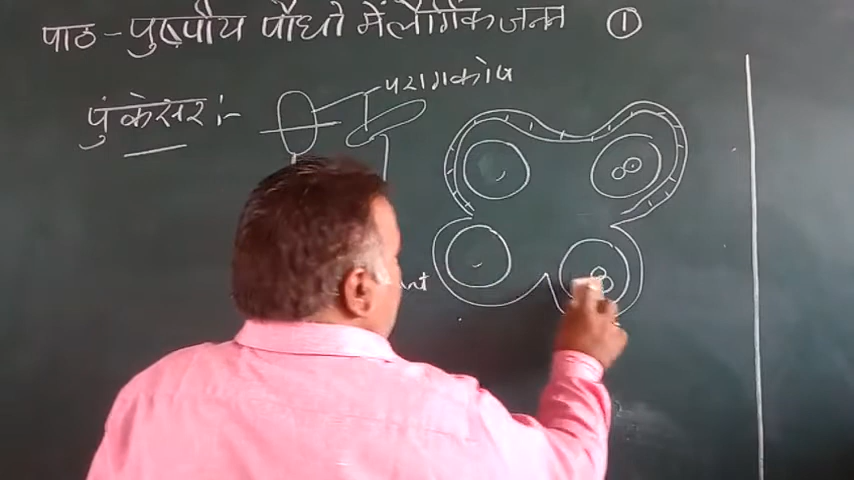 पाठ - पुष्पीय पौधों में लैंगिक जनन ①
परागकोष
पुंकेसर :-